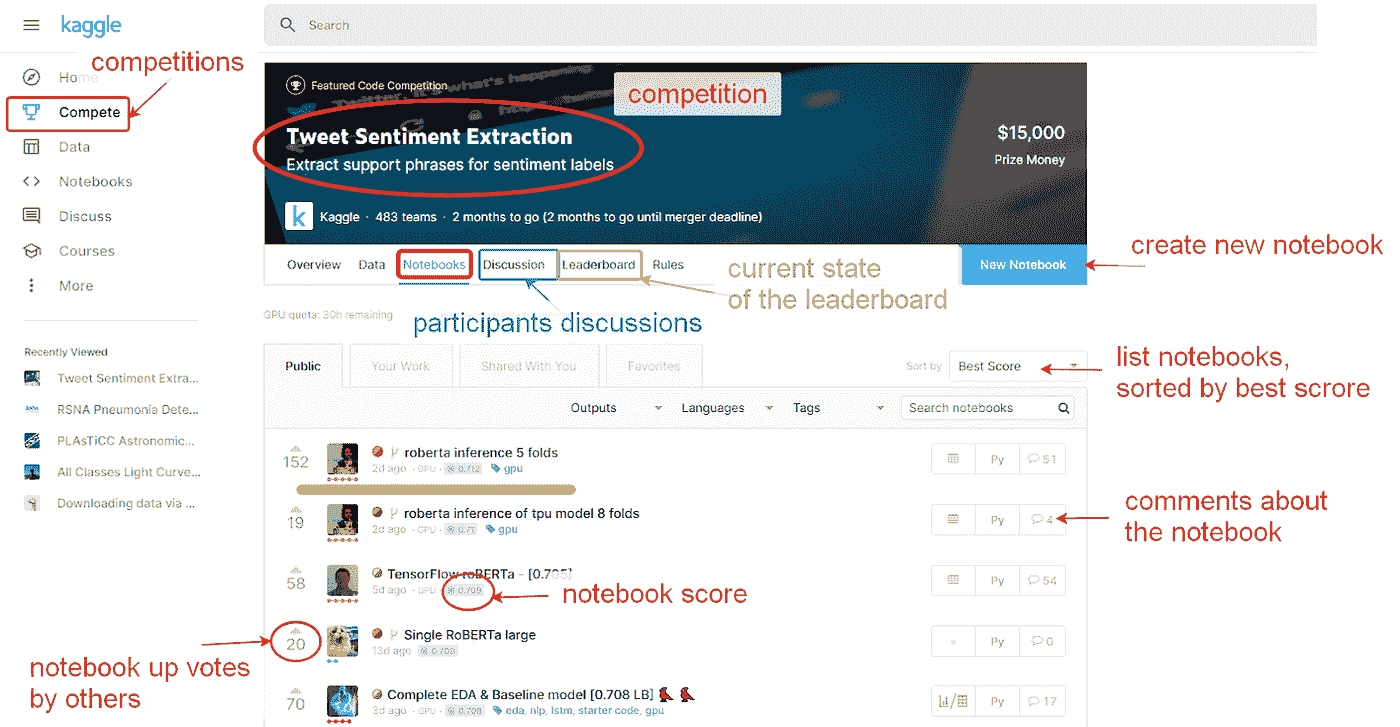 kaggle
Search
competitions
Home
Compete
Data
Notebooks
Discuss
Courses
More
Recently Viewed
Tweet Sentiment Extra...
RSNA Pneumonia Dete...
PLAsTiCC Astronomic...
All Classes Light Curve...
Downloading data via ...
Featured Code Competition
competition
Tweet Sentiment Extraction
Extract support phrases for sentiment labels
$15,000
Prize Money
k Kaggle · 483 teams · 2 months to go (2 months to go until merger deadline)
Overview Data Notebooks Discussion Leaderboard Rules New Notebook
create new notebook
current state
of the leaderboard
GPU quota: 30h remaining
participants discussions
Public Your Work Shared With You Favorites Sort by Best Score
list notebooks,
sorted by best scrore
Outputs Languages Tags Search notebooks
152 roberta inference 5 folds Py 51
2d ago · GPU · 0.712 gpu
19 roberta inference of tpu model 8 folds Py 4
2d ago · GPU · 0.71 gpu
comments about
the notebook
58 TensorFlow roBERTa - [0.705] Py 54
5d ago · GPU · 0.709
notebook score
20 Single RoBERTa large Py 0
13d ago 0.709
notebook up votes
by others
70 Complete EDA & Baseline model [0.708 LB] Py 17
3d ago · GPU · 0.708 eda, nlp, lstm, starter code, gpu